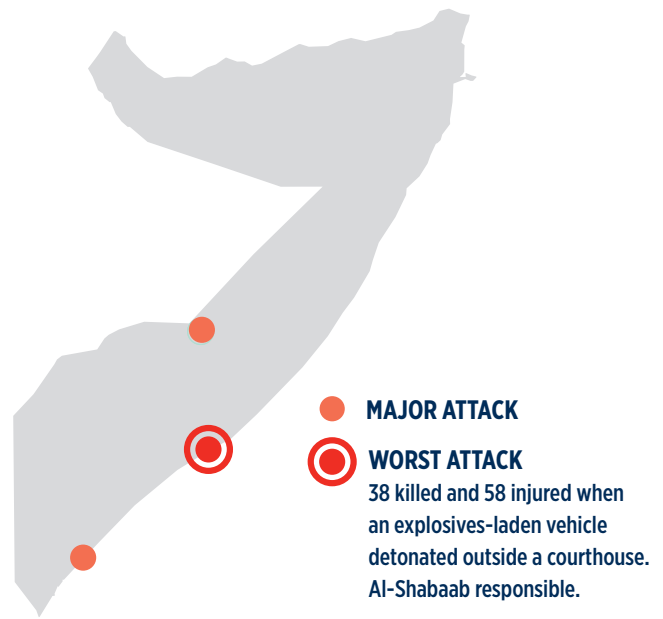 MAJOR ATTACK
WORST ATTACK
38 killed and 58 injured when
an explosives-laden vehicle
detonated outside a courthouse.
Al-Shabaab responsible.